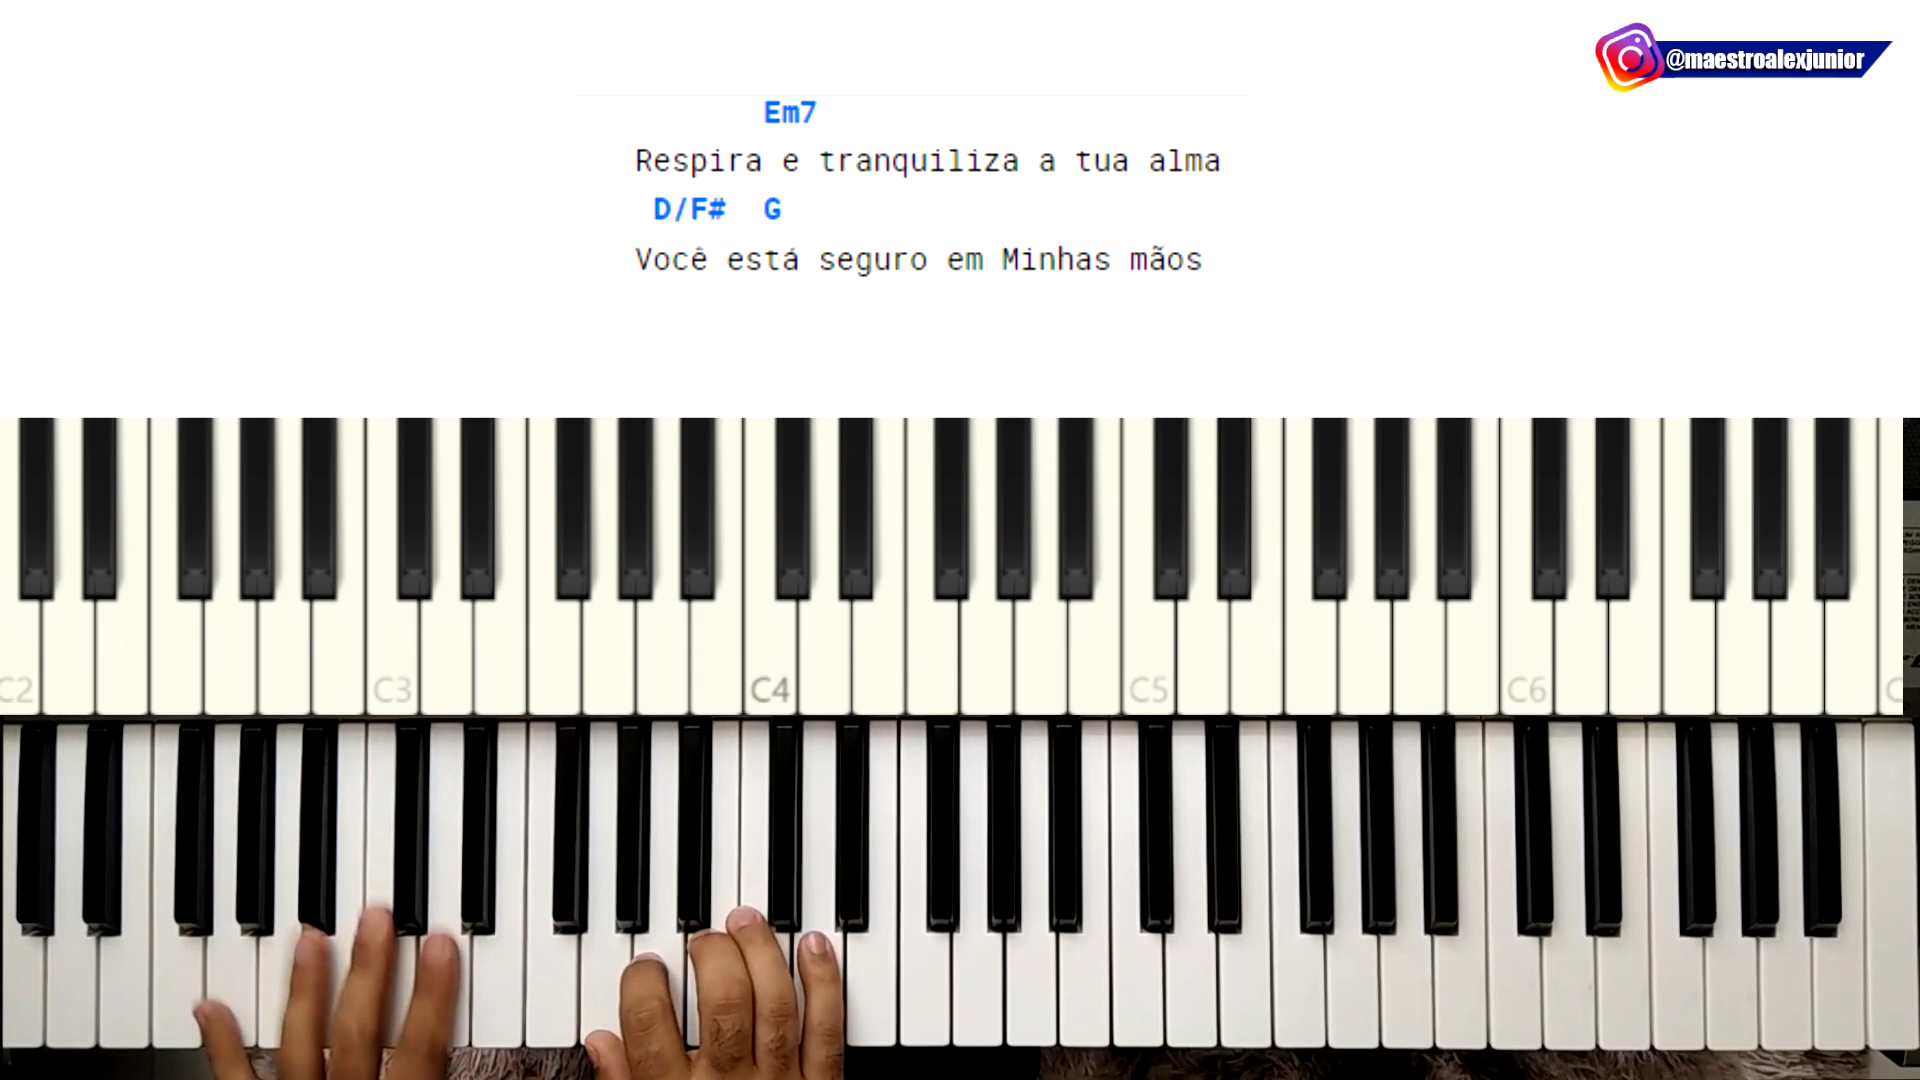 @maestroalexjunior
Em7
Respira e tranquiliza a tua alma
D/F# G
Você está seguro em Minhas mãos
C2 C3 C4 C5 C6 C